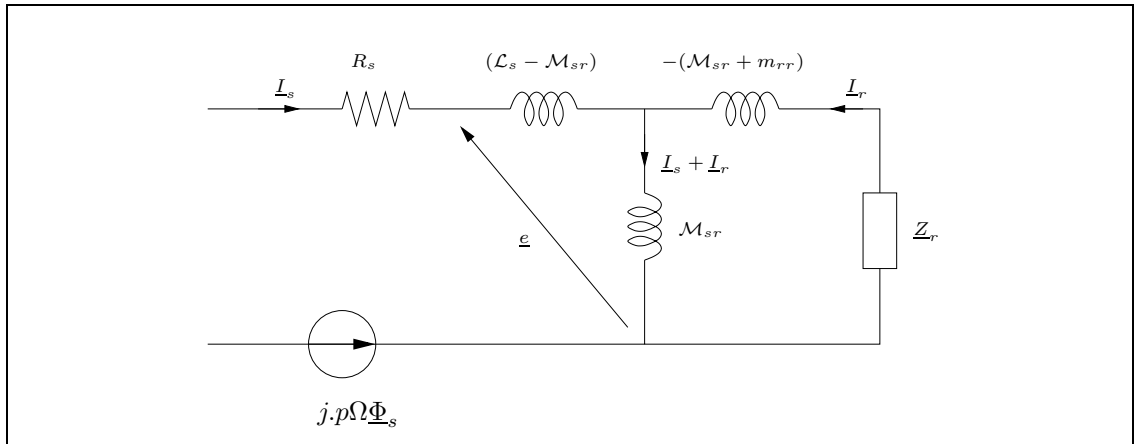 R_s
(ℒ_s − ℳ_sr)
−(ℳ_sr + m_rr)
I_s
I_r
I_s + I_r
e
ℳ_sr
Z_r
j.pΩΦ_s